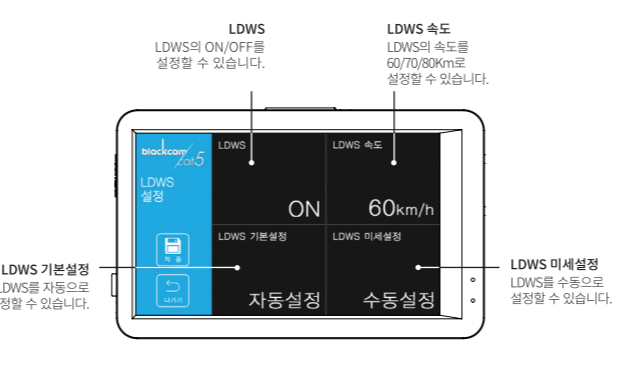 LDWS
LDWS의 ON/OFF를
설정할 수 있습니다.
LDWS 속도
LDWS의 속도를
60/70/80Km로
설정할 수 있습니다.
blackcam
cat5
LDWS
설정
적 용
나가기
LDWS
ON
LDWS 속도
60km/h
LDWS 기본설정
자동설정
LDWS 미세설정
수동설정
LDWS 기본설정
LDWS를 자동으로
정할 수 있습니다.
LDWS 미세설정
LDWS를 수동으로
설정할 수 있습니다.